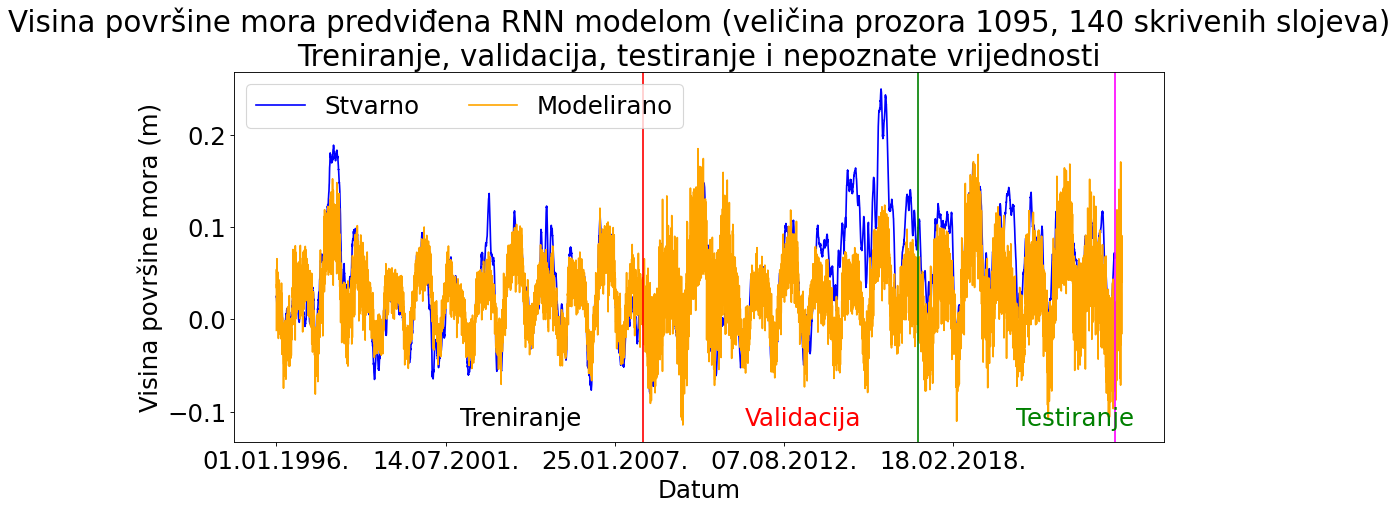 Visina površine mora predviđena RNN modelom (veličina prozora 1095, 140 skrivenih slojeva)
Treniranje, validacija, testiranje i nepoznate vrijednosti
Stvarno Modelirano
Visina površine mora (m)
0.2
0.1
0.0
−0.1
Treniranje Validacija Testiranje
01.01.1996. 14.07.2001. 25.01.2007. 07.08.2012. 18.02.2018.
Datum